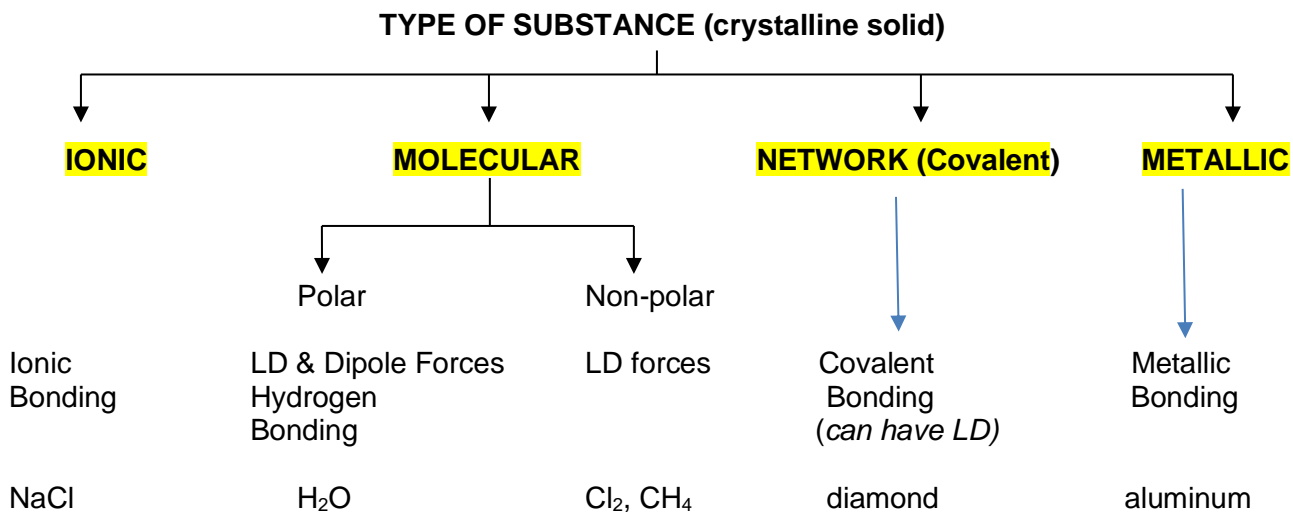 TYPE OF SUBSTANCE (crystalline solid)
IONIC MOLECULAR NETWORK (Covalent) METALLIC
Polar Non-polar
Ionic LD & Dipole Forces LD forces Covalent Metallic
Bonding Hydrogen Bonding Bonding
Bonding (can have LD)
NaCl H₂O Cl₂, CH₄ diamond aluminum